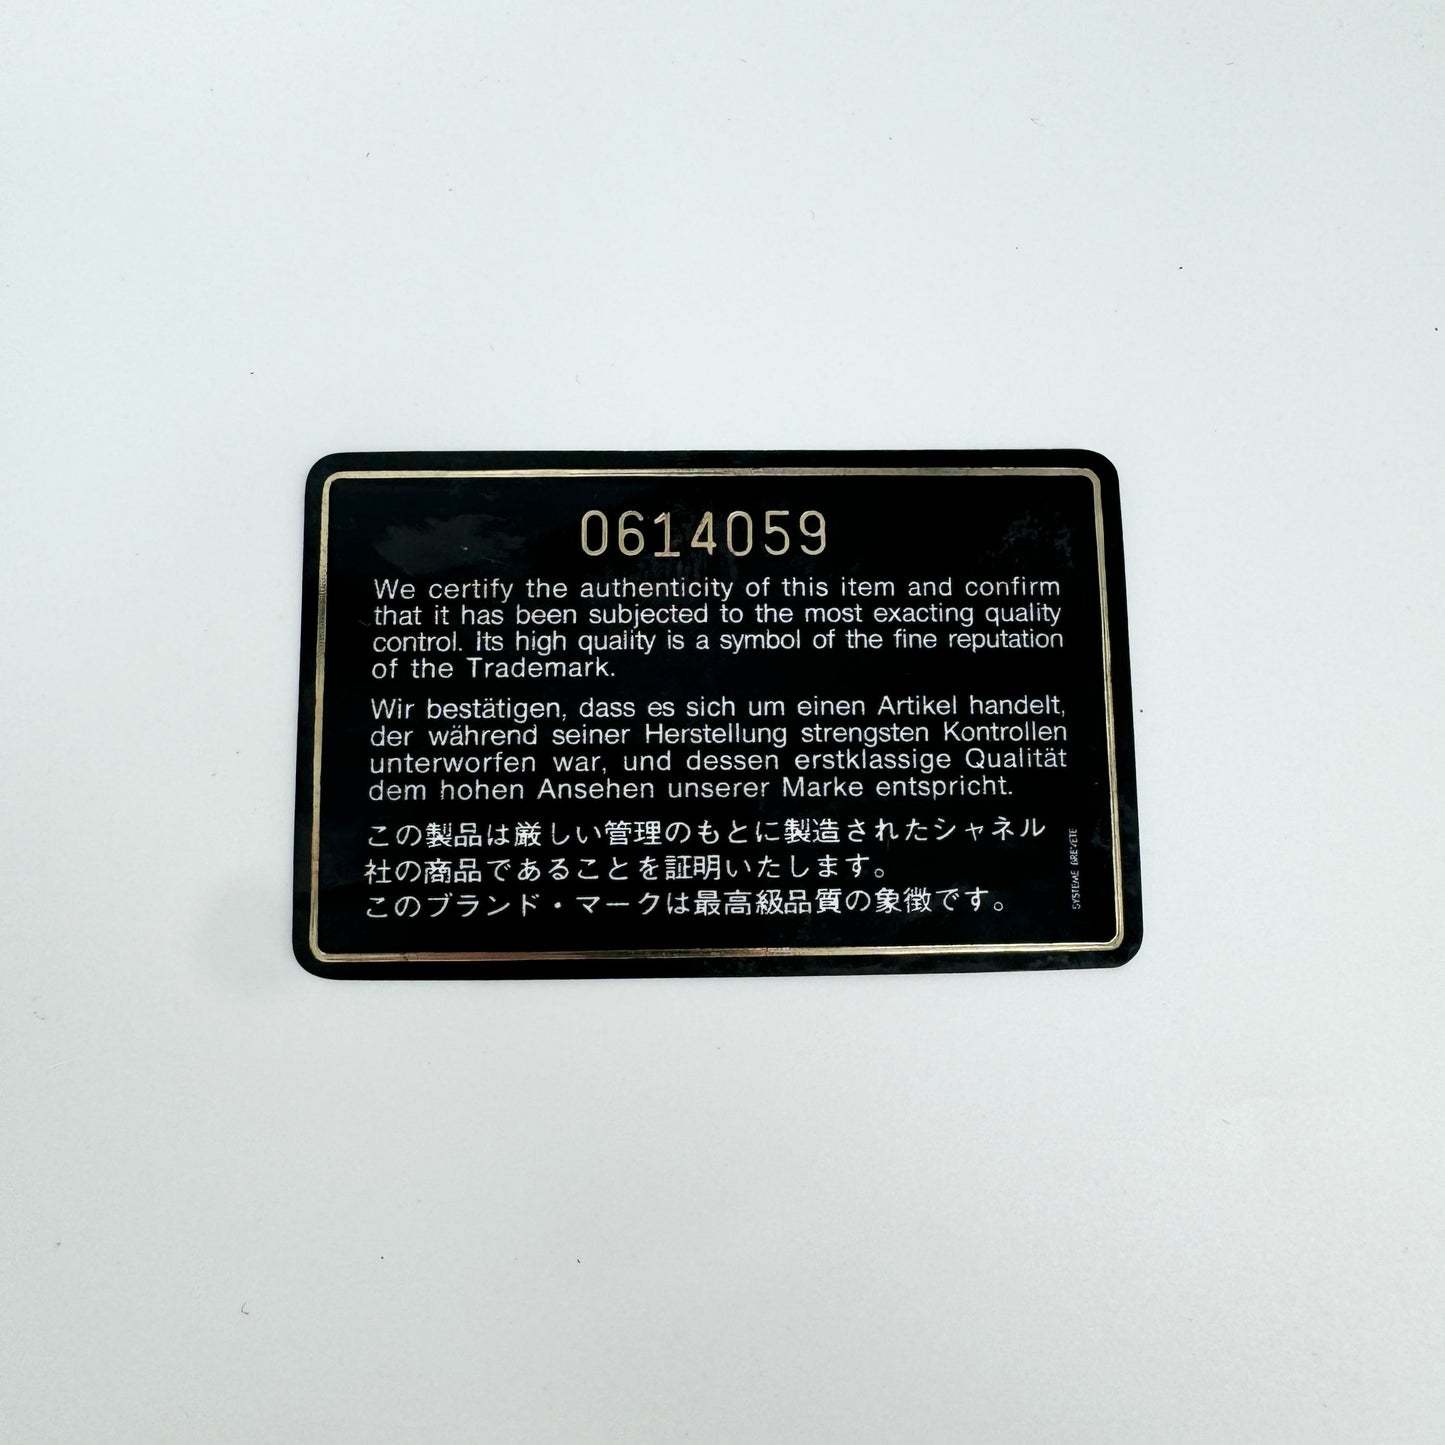 0614059
We certify the authenticity of this item and confirm
that it has been subjected to the most exacting quality
control. Its high quality is a symbol of the fine reputation
of the Trademark.
Wir bestätigen, dass es sich um einen Artikel handelt,
der während seiner Herstellung strengsten Kontrollen
unterworfen war, und dessen erstklassige Qualität
dem hohen Ansehen unserer Marke entspricht.
この製品は厳しい管理のもとに製造されたシャネル
社の商品であることを証明いたします。
このブランド・マークは最高級品質の象徴です。
SYSTEME BREVETE